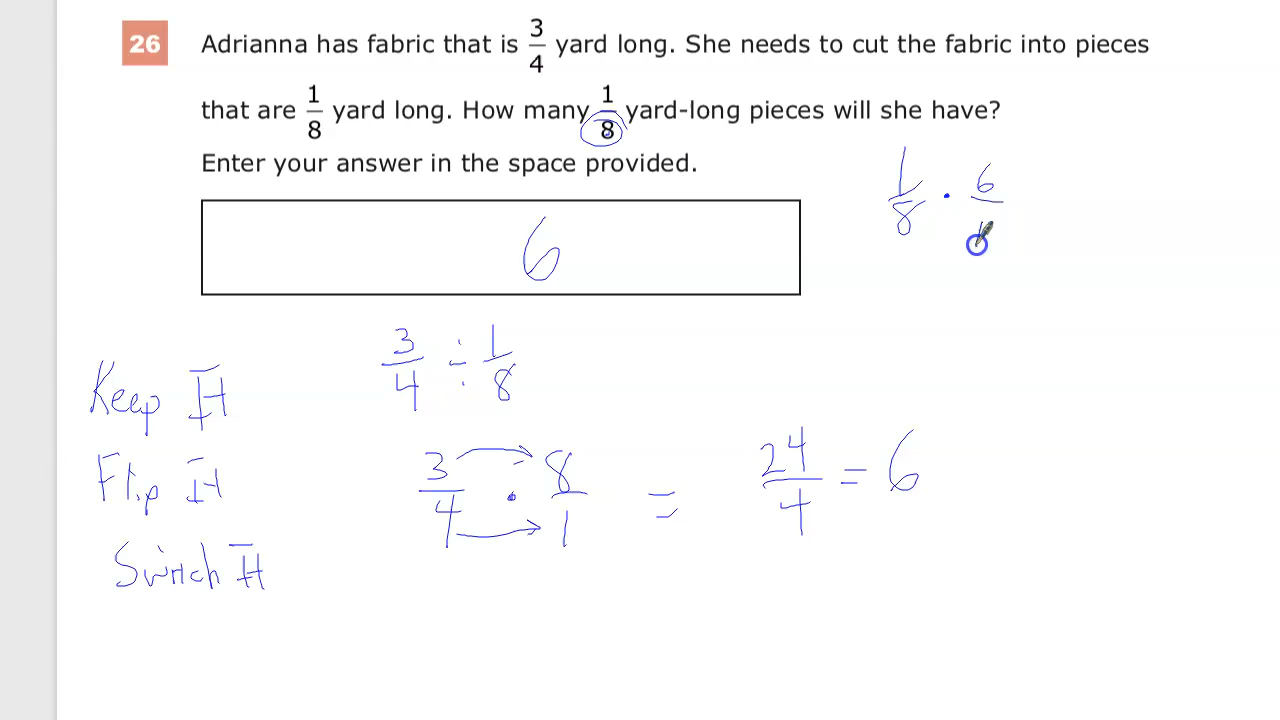 26 Adrianna has fabric that is 3/4 yard long. She needs to cut the fabric into pieces
that are 1/8 yard long. How many 1/8 yard-long pieces will she have?
Enter your answer in the space provided.
1/8 · 6/1
6
3/4 ÷ 1/8
Keep It
3/4 · 8/1 = 24/4 = 6
Flip It
Switch It